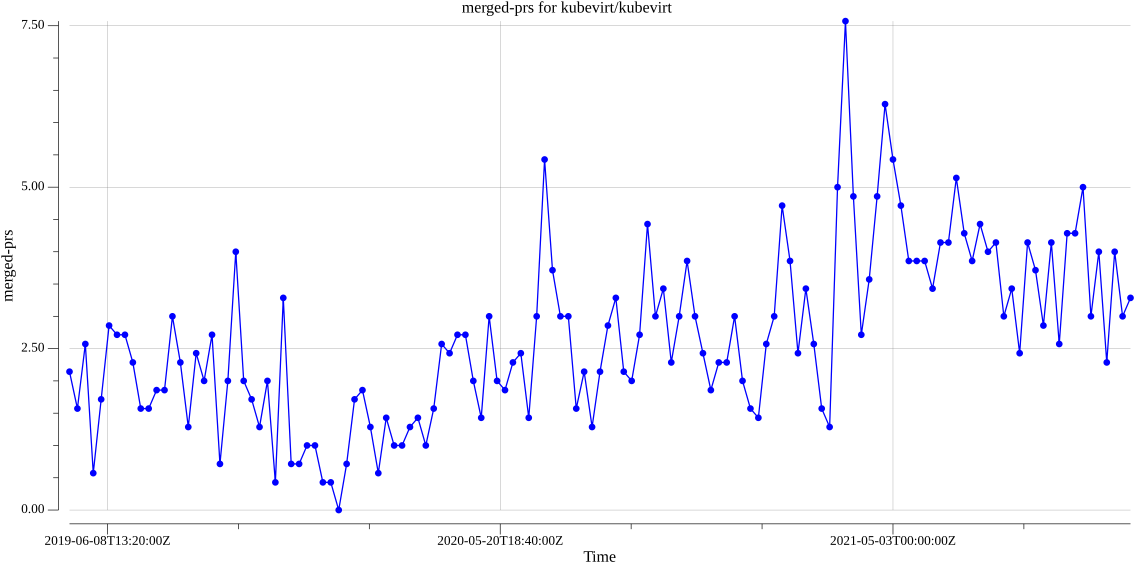 merged-prs for kubevirt/kubevirt
7.50
5.00
2.50
0.00
merged-prs
2019-06-08T13:20:00Z
2020-05-20T18:40:00Z
2021-05-03T00:00:00Z
Time